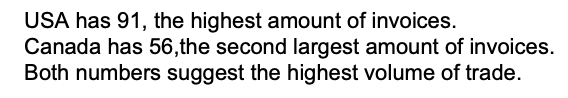 USA has 91, the highest amount of invoices.
Canada has 56,the second largest amount of invoices.
Both numbers suggest the highest volume of trade.